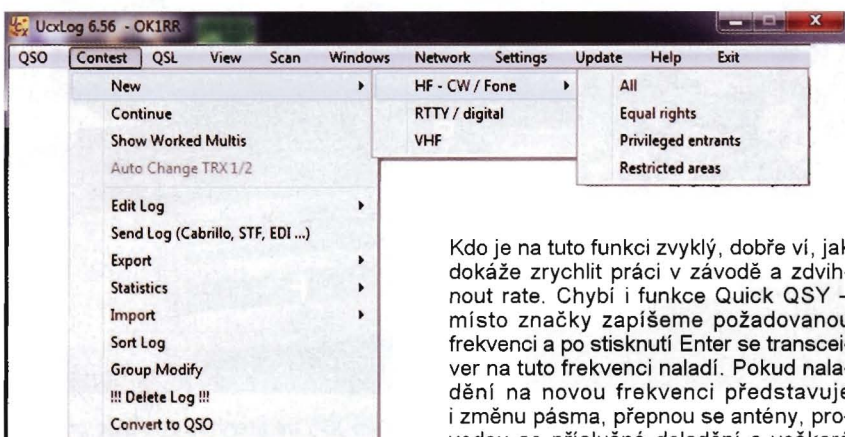 UcxLog 6.56 - OK1RR
QSO Contest QSL View Scan Windows Network Settings Update Help Exit
New
Continue
Show Worked Multis
Auto Change TRX 1/2
Edit Log
Send Log (Cabrillo, STF, EDI ...)
Export
Statistics
Import
Sort Log
Group Modify
!!! Delete Log !!!
Convert to QSO
HF - CW / Fone
RTTY / digital
VHF
All
Equal rights
Privileged entrants
Restricted areas
Kdo je na tuto funkci zvyklý, dobře ví, jak
dokáže zrychlit práci v závodě a zdvih-
nout rate. Chybí i funkce Quick QSY -
místo značky zapíšeme požadovanou
frekvenci a po stisknutí Enter se transcei-
ver na tuto frekvenci naladí. Pokud nala-
dění na novou frekvenci představuje
i změnu pásma, přepnou se antény, pro-